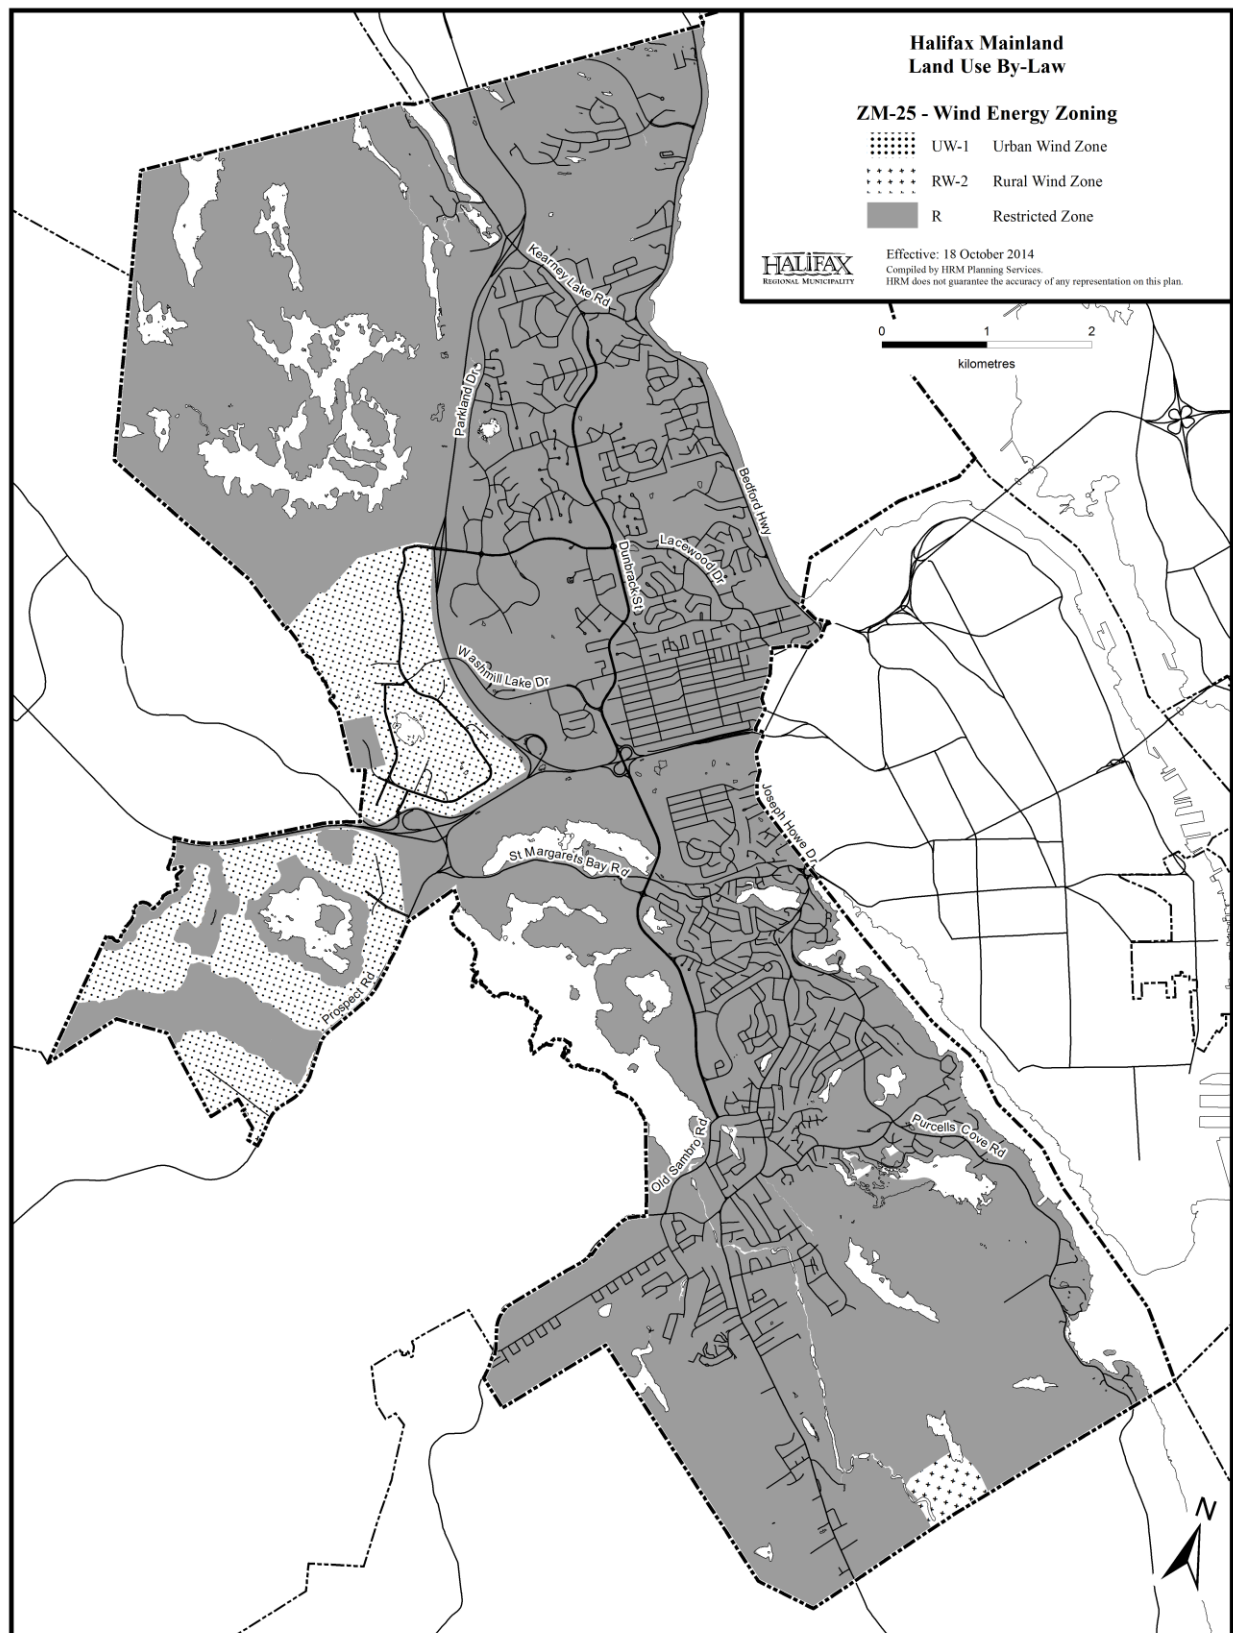 Halifax Mainland
Land Use By-Law
ZM-25 - Wind Energy Zoning
UW-1 Urban Wind Zone
RW-2 Rural Wind Zone
R Restricted Zone
HALIFAX
REGIONAL MUNICIPALITY
Effective: 18 October 2014
Compiled by HRM Planning Services.
HRM does not guarantee the accuracy of any representation on this plan.
0 1 2
kilometres
Kearney Lake Rd
Parkland Dr
Bedford Hwy
Lacewood Dr
Dunbrack St
Washmill Lake Dr
Joseph Howe Dr
St Margarets Bay Rd
Prospect Rd
Purcells Cove Rd
Old Sambro Rd
N